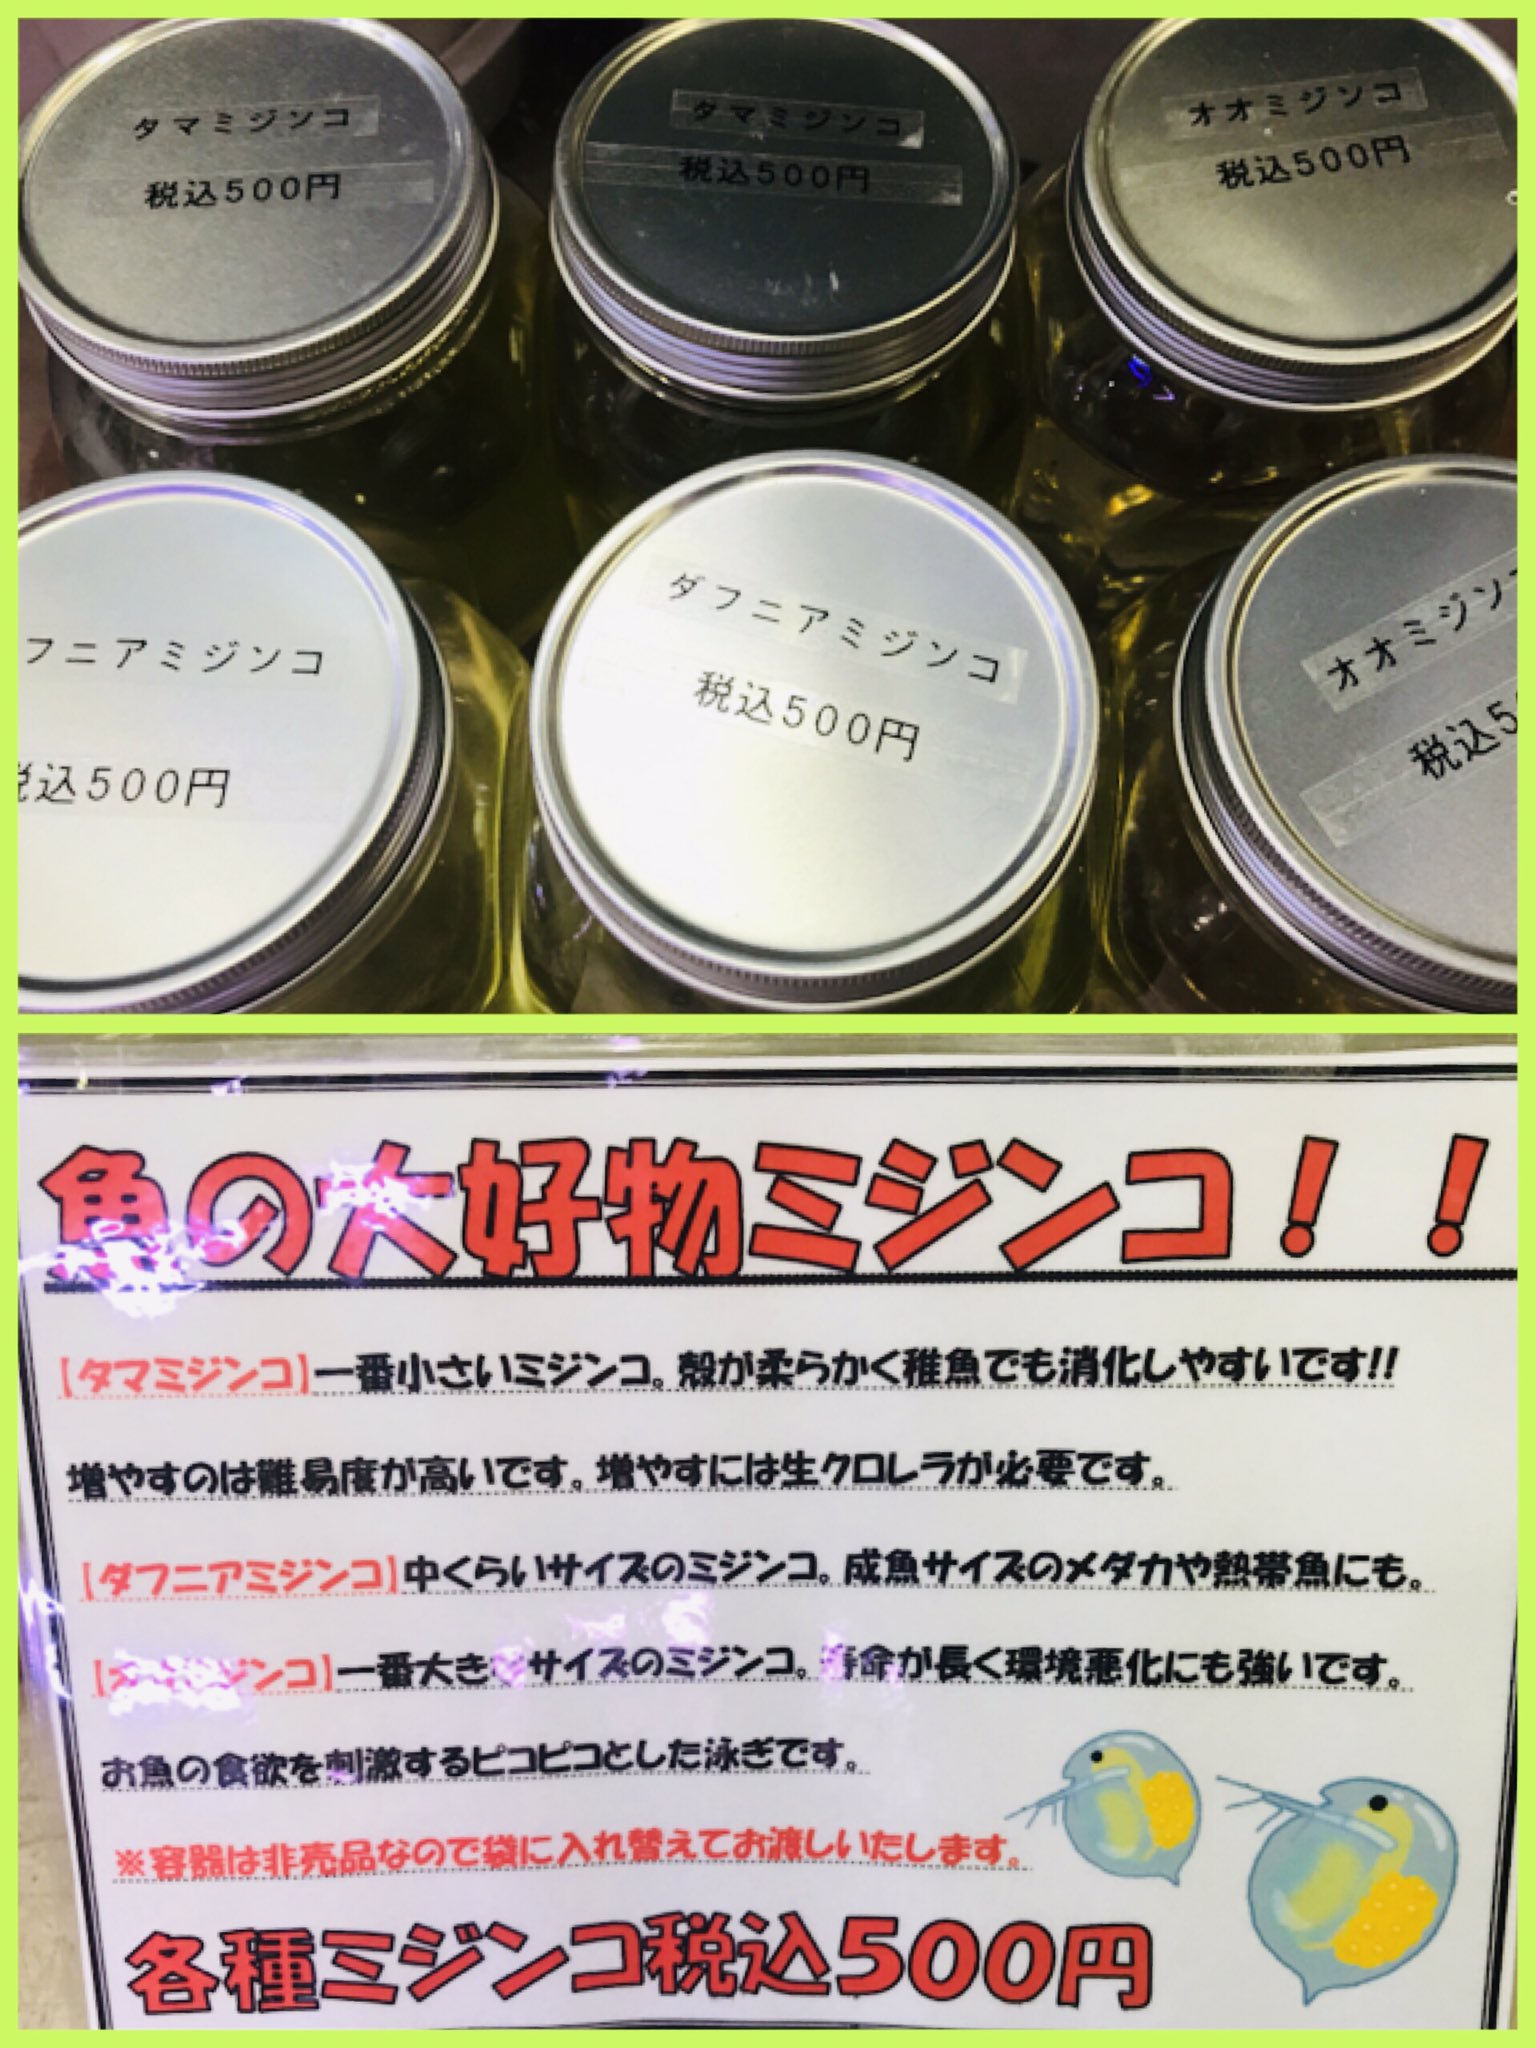 タマミジンコ
税込500円
タマミジンコ
税込500円
オオミジンコ
税込500円
フニアミジンコ
税込500円
ダフニアミジンコ
税込500円
オオミジンコ
税込5
魚の大好物ミジンコ！！
【タマミジンコ】一番小さいミジンコ。殻が柔らかく稚魚でも消化しやすいです!!
増やすのは難易度が高いです。増やすには生クロレラが必要です。
【ダフニアミジンコ】中くらいサイズのミジンコ。成魚サイズのメダカや熱帯魚にも。
【オオミジンコ】一番大きいサイズのミジンコ。寿命が長く環境悪化にも強いです。
お魚の食欲を刺激するピコピコとした泳ぎです。
※容器は非売品なので袋に入れ替えてお渡しいたします。
各種ミジンコ税込500円